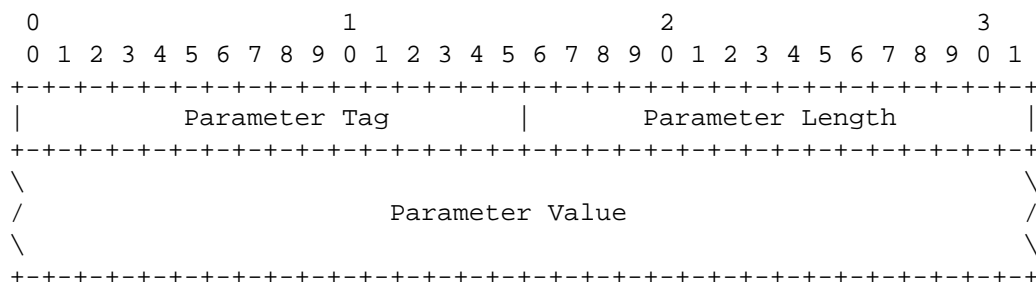 0                   1                   2                   3
 0 1 2 3 4 5 6 7 8 9 0 1 2 3 4 5 6 7 8 9 0 1 2 3 4 5 6 7 8 9 0 1
+-+-+-+-+-+-+-+-+-+-+-+-+-+-+-+-+-+-+-+-+-+-+-+-+-+-+-+-+-+-+-+-+
|          Parameter Tag        |       Parameter Length        |
+-+-+-+-+-+-+-+-+-+-+-+-+-+-+-+-+-+-+-+-+-+-+-+-+-+-+-+-+-+-+-+-+
\                                                               \
/                       Parameter Value                         /
\                                                               \
+-+-+-+-+-+-+-+-+-+-+-+-+-+-+-+-+-+-+-+-+-+-+-+-+-+-+-+-+-+-+-+-+